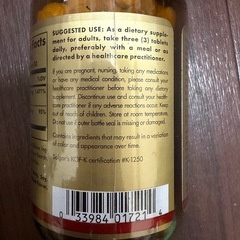 SUGGESTED USE: As a dietary supple-
ment for adults, take three (3) tablets
daily, preferably with a meal or as
directed by a healthcare practitioner.
If you are pregnant, nursing, taking any medications
or have any medical condition, please consult your
healthcare practitioner before taking any dietary
supplement. Discontinue use and consult your health-
care practitioner if any adverse reactions occur. Keep
out of reach of children. Store at room temperature.
Do not use if outer bottle seal is missing or damaged.
Contains ingredients that may result in a variation
of color and appearance over time.
Solgar's KOF-K certification #K-1250
0 33984 01721 4